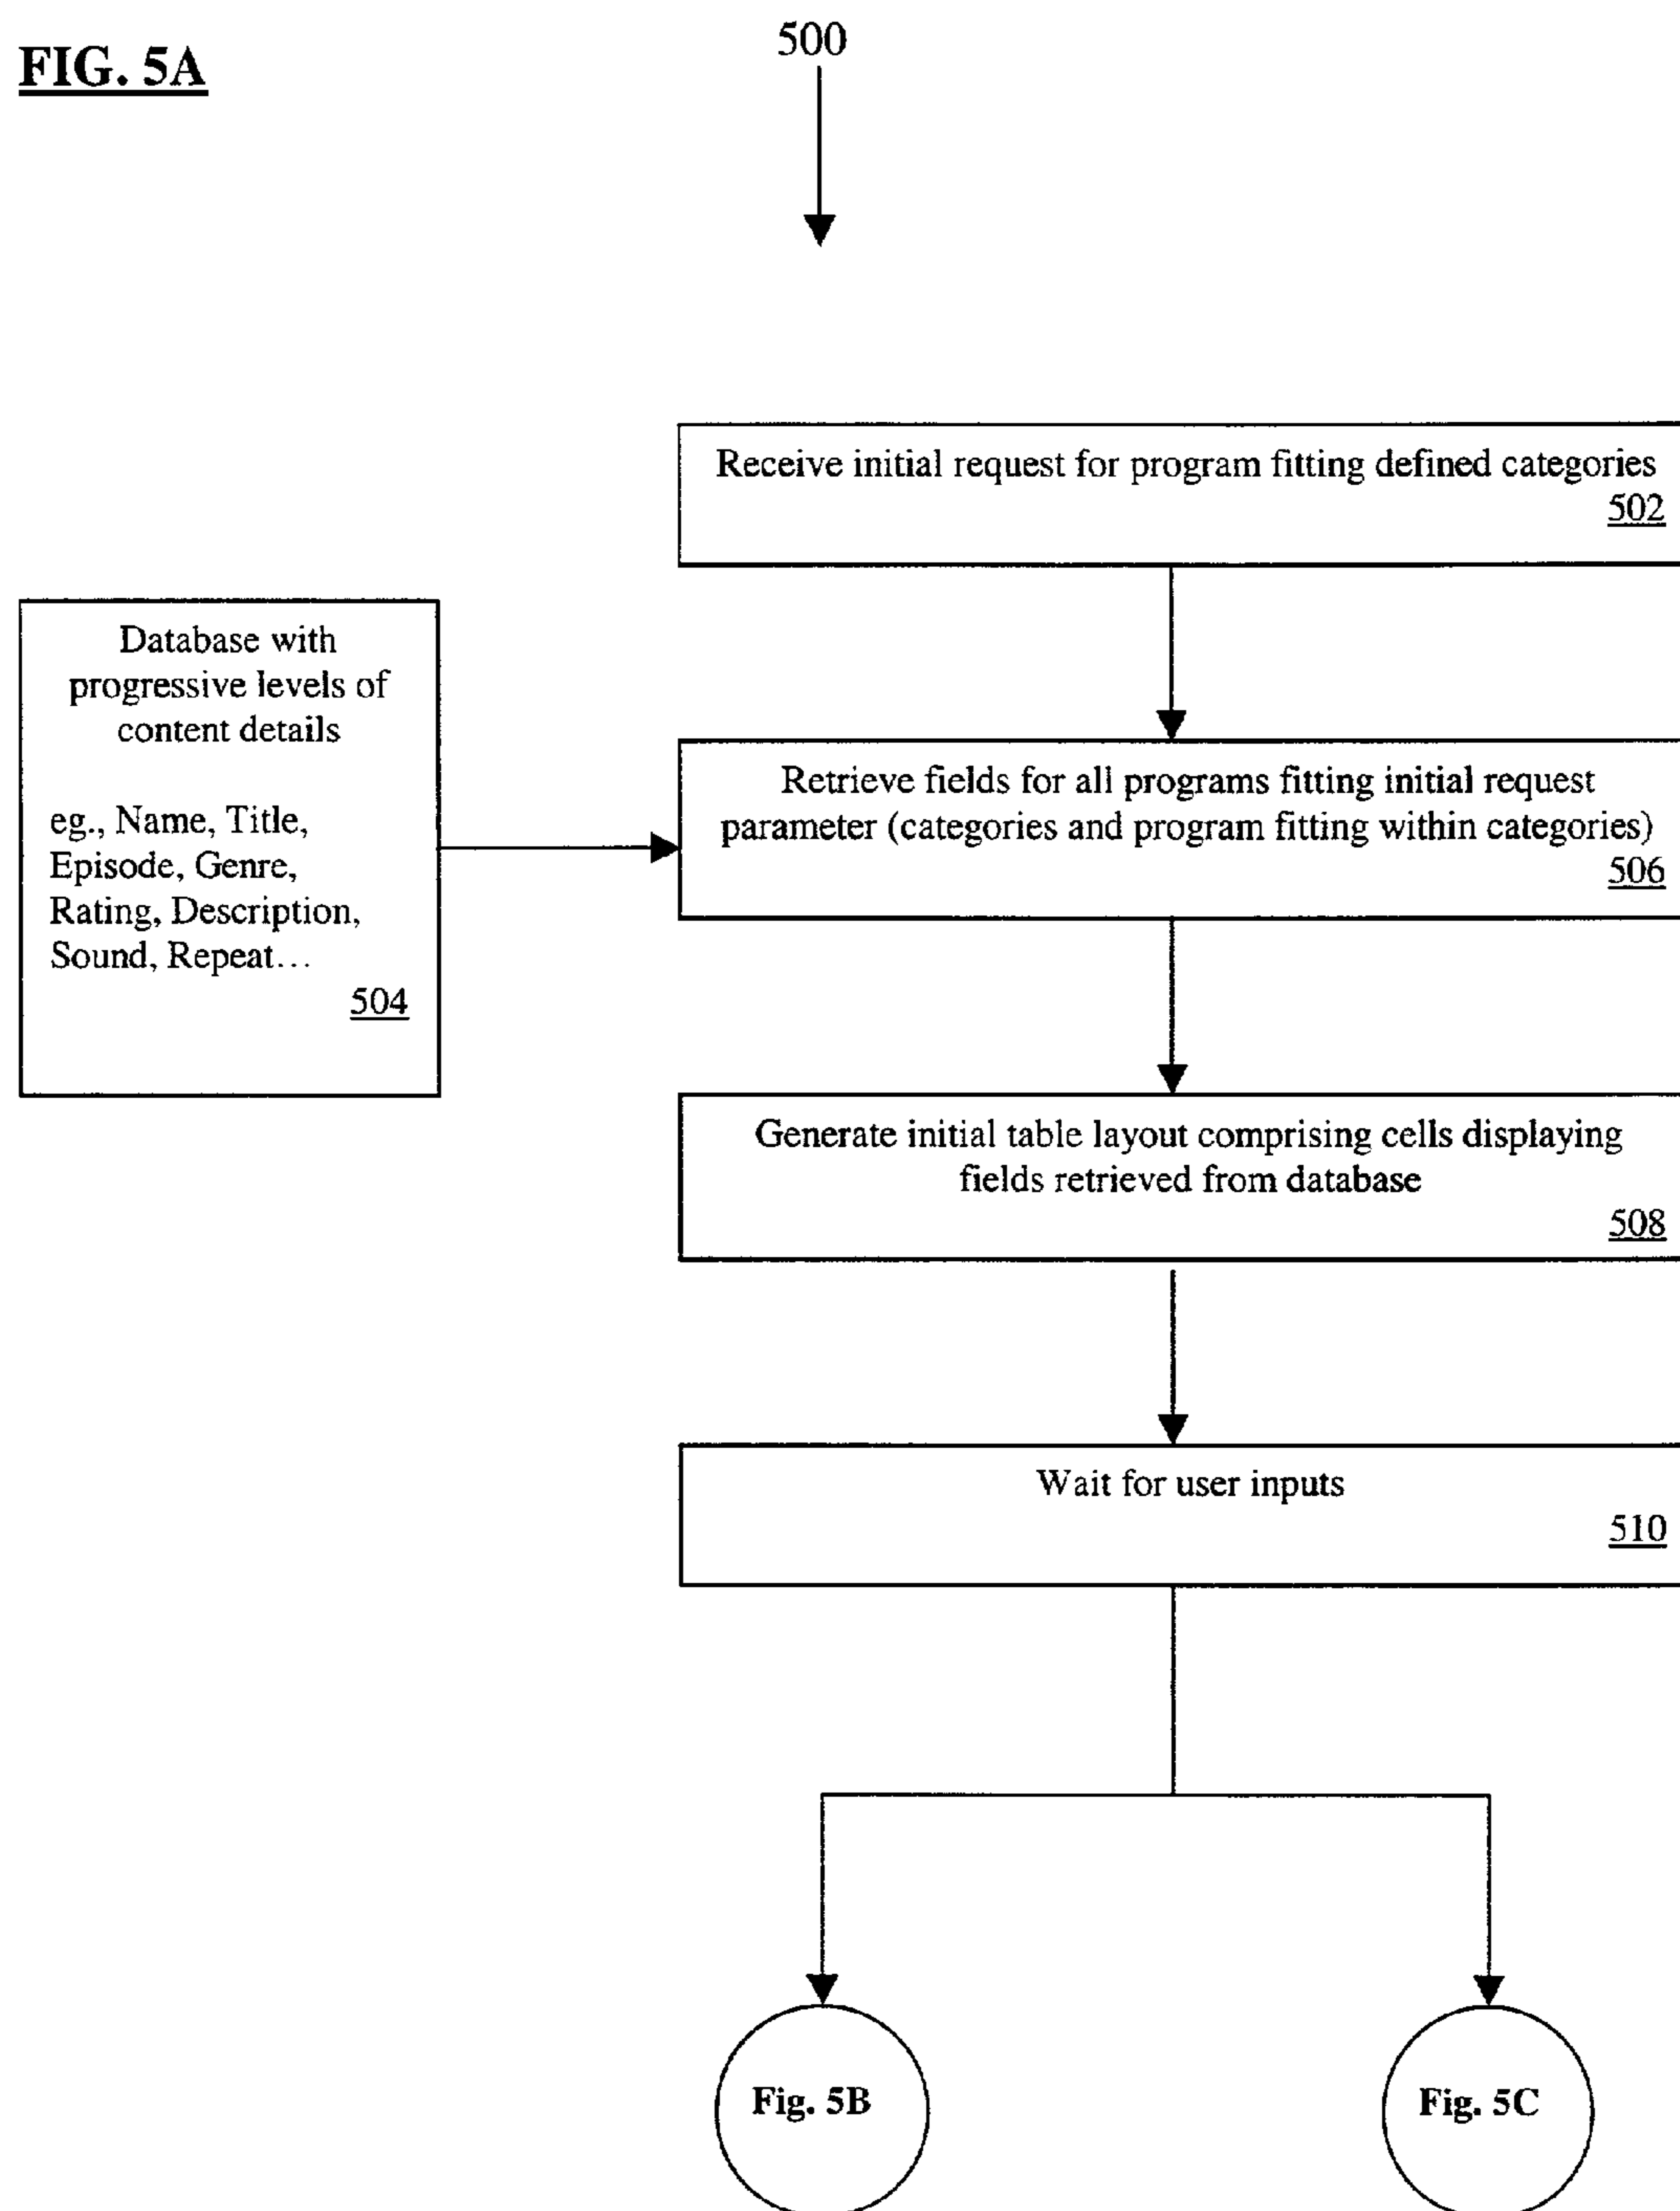 FIG. 5A
500
Receive initial request for program fitting defined categories
502
Database with
progressive levels of
content details
eg., Name, Title,
Episode, Genre,
Rating, Description,
Sound, Repeat...
504
Retrieve fields for all programs fitting initial request
parameter (categories and program fitting within categories)
506
Generate initial table layout comprising cells displaying
fields retrieved from database
508
Wait for user inputs
510
Fig. 5B
Fig. 5C